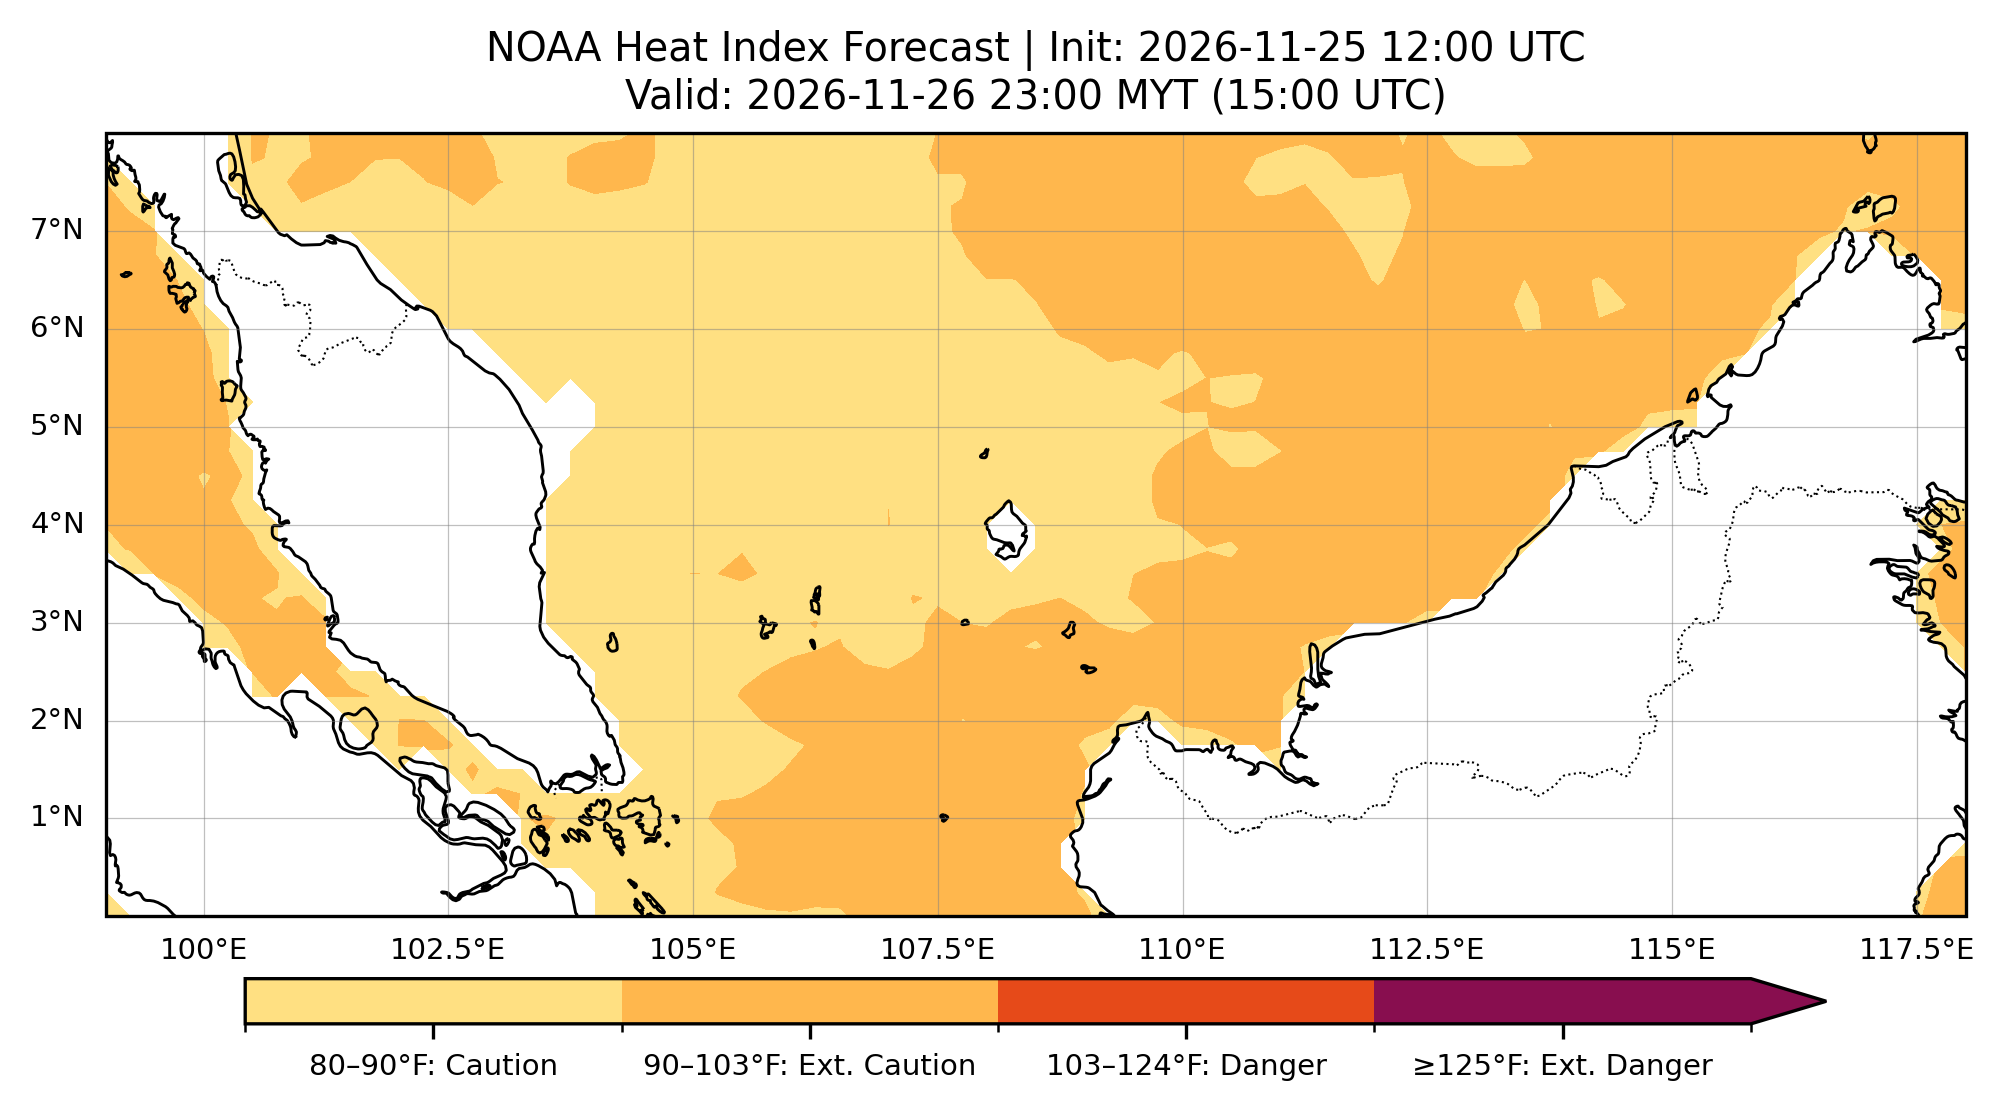 NOAA Heat Index Forecast | Init: 2026-11-25 12:00 UTC
Valid: 2026-11-26 23:00 MYT (15:00 UTC)
7°N
6°N
5°N
4°N
3°N
2°N
1°N
100°E 102.5°E 105°E 107.5°E 110°E 112.5°E 115°E 117.5°E
80–90°F: Caution 90–103°F: Ext. Caution 103–124°F: Danger ≥125°F: Ext. Danger